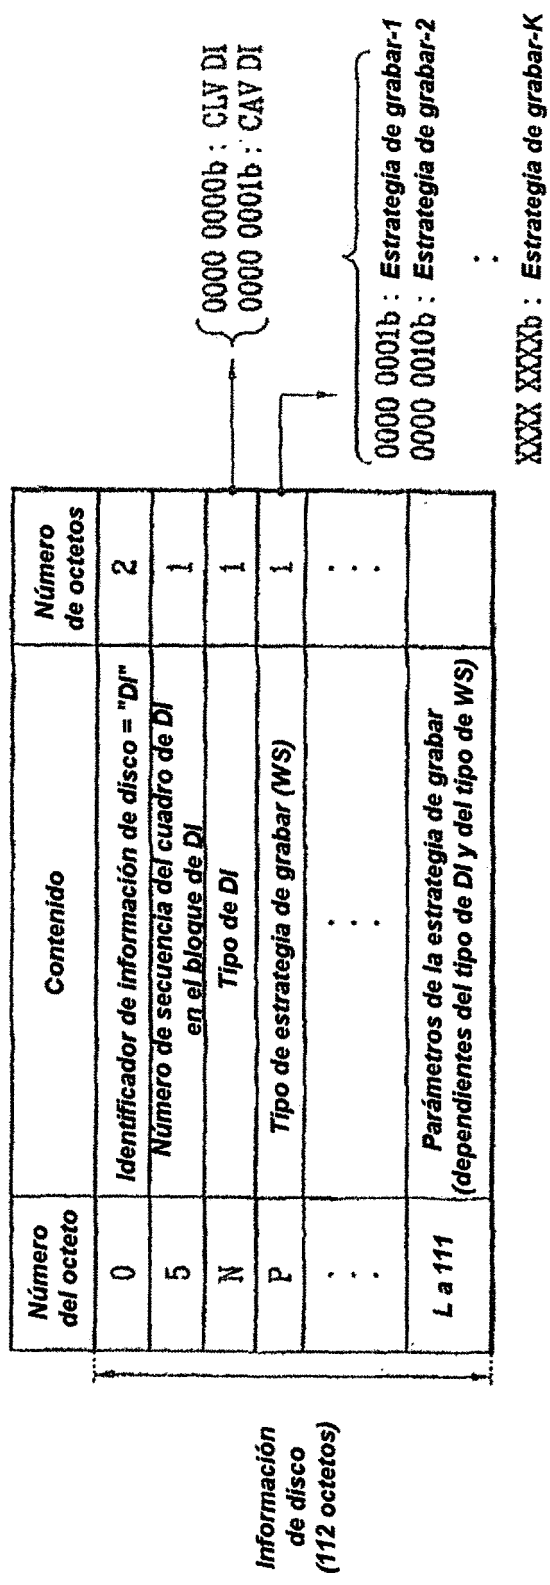 Información
de disco
(112 octetos)
Número
del octeto
Contenido
Número
de octetos
0
Identificador de información de disco = "DI"
2
5
Número de secuencia del cuadro de DI
en el bloque de DI
1
N
Tipo de DI
1
P
Tipo de estrategia de grabar (WS)
1
L a 111
Parámetros de la estrategia de grabar
(dependientes del tipo de DI y del tipo de WS)
0000 0000b : CLV DI
0000 0001b : CAV DI
0000 0001b : Estrategia de grabar-1
0000 0010b : Estrategia de grabar-2
:
XXXX XXXXb : Estrategia de grabar-K